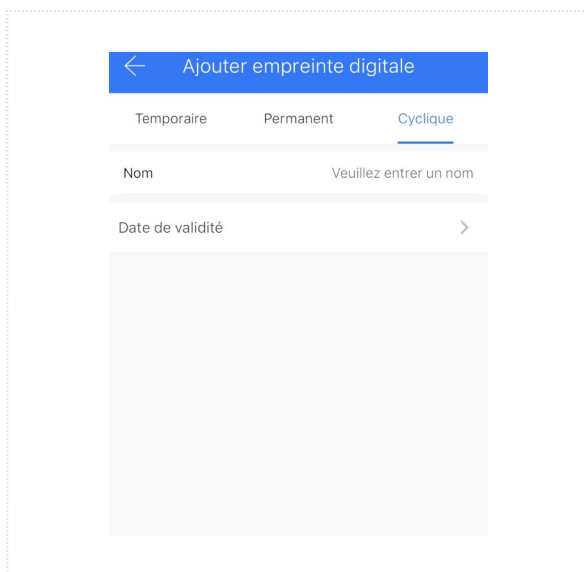 Ajouter empreinte digitale
Temporaire Permanent Cyclique
Nom Veuillez entrer un nom
Date de validité